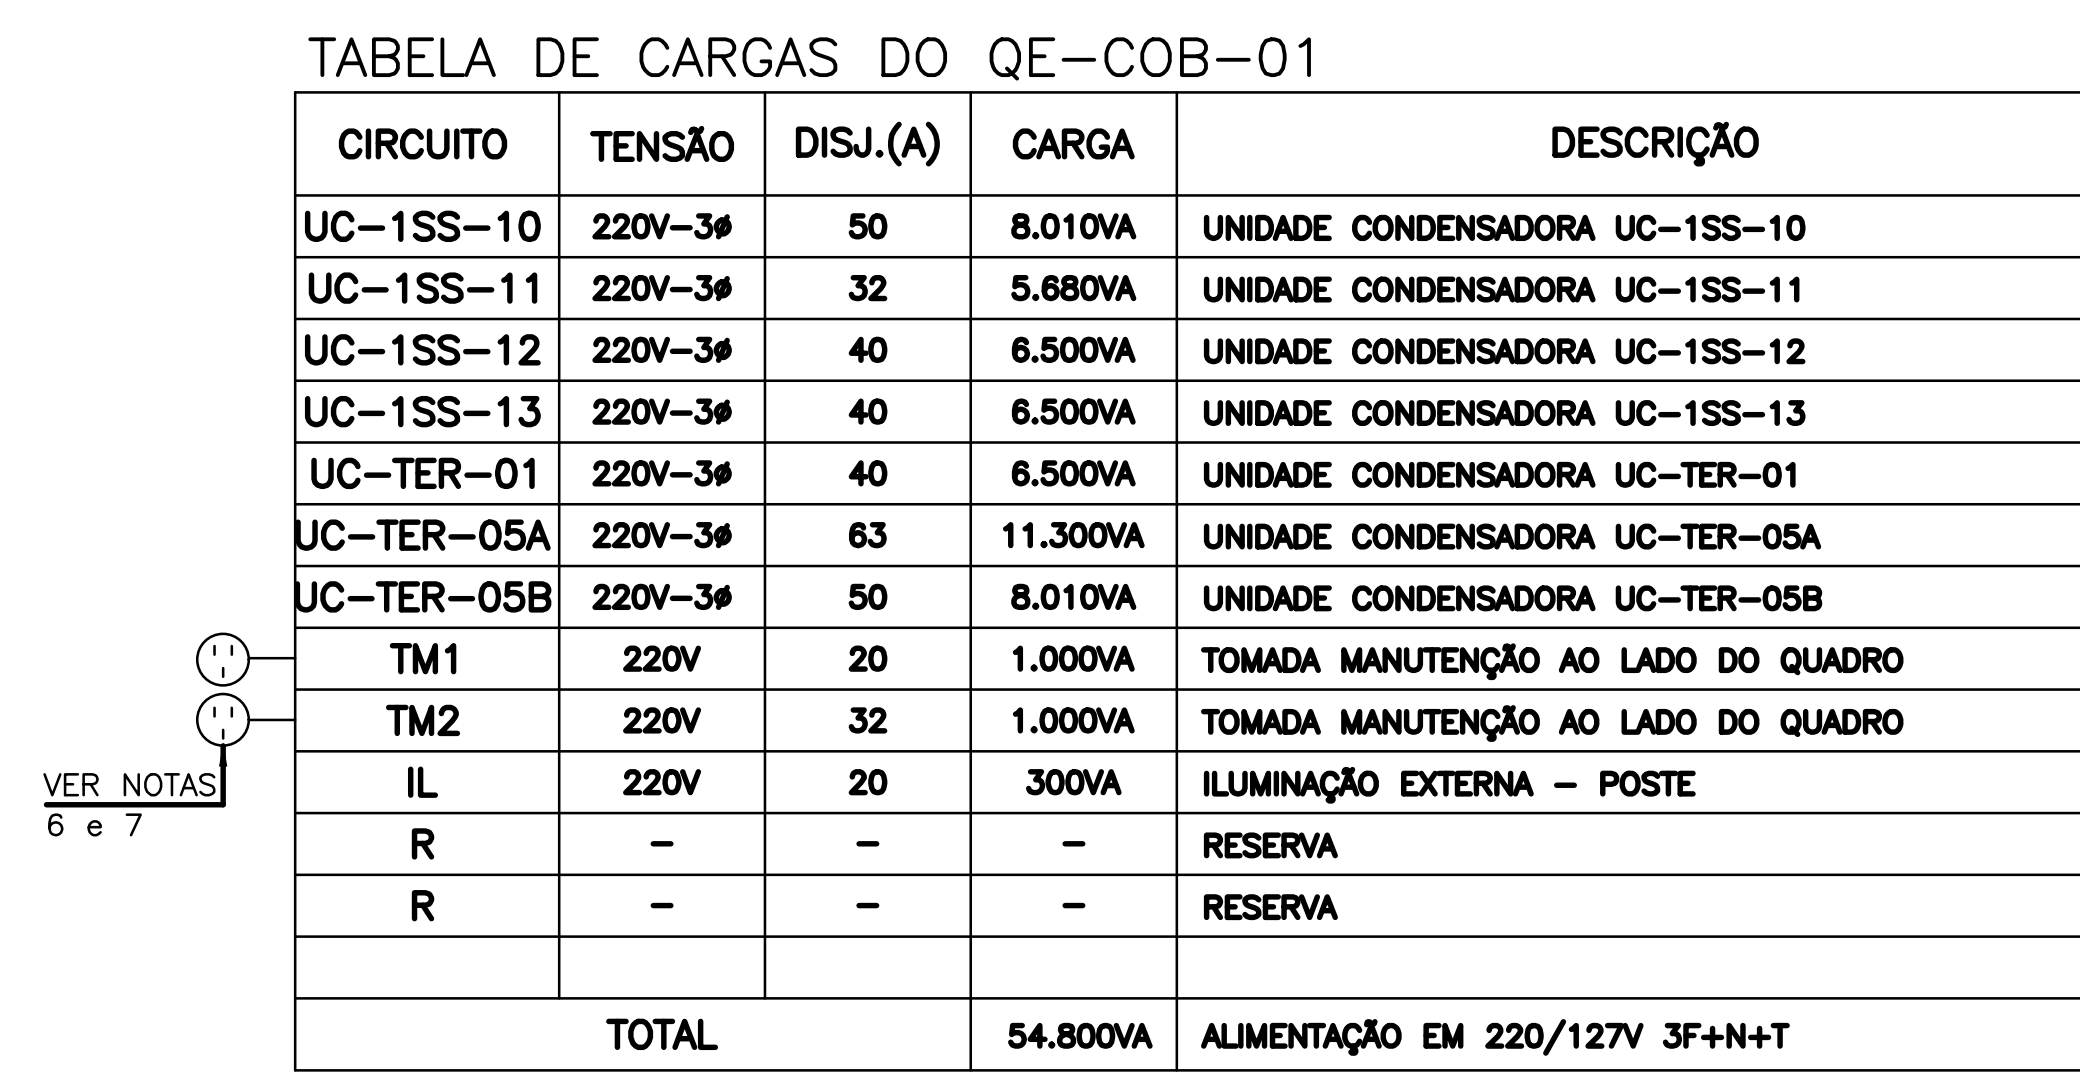 TABELA DE CARGAS DO QE-COB-01
CIRCUITO TENSÃO DISJ.(A) CARGA DESCRIÇÃO
UC-1SS-10 220V-3ø 50 8.010VA UNIDADE CONDENSADORA UC-1SS-10
UC-1SS-11 220V-3ø 32 5.680VA UNIDADE CONDENSADORA UC-1SS-11
UC-1SS-12 220V-3ø 40 6.500VA UNIDADE CONDENSADORA UC-1SS-12
UC-1SS-13 220V-3ø 40 6.500VA UNIDADE CONDENSADORA UC-1SS-13
UC-TER-01 220V-3ø 40 6.500VA UNIDADE CONDENSADORA UC-TER-01
UC-TER-05A 220V-3ø 63 11.300VA UNIDADE CONDENSADORA UC-TER-05A
UC-TER-05B 220V-3ø 50 8.010VA UNIDADE CONDENSADORA UC-TER-05B
TM1 220V 20 1.000VA TOMADA MANUTENÇÃO AO LADO DO QUADRO
TM2 220V 32 1.000VA TOMADA MANUTENÇÃO AO LADO DO QUADRO
VER NOTAS
6 e 7
IL 220V 20 300VA ILUMINAÇÃO EXTERNA - POSTE
R - - - RESERVA
R - - - RESERVA
TOTAL 54.800VA ALIMENTAÇÃO EM 220/127V 3F+N+T